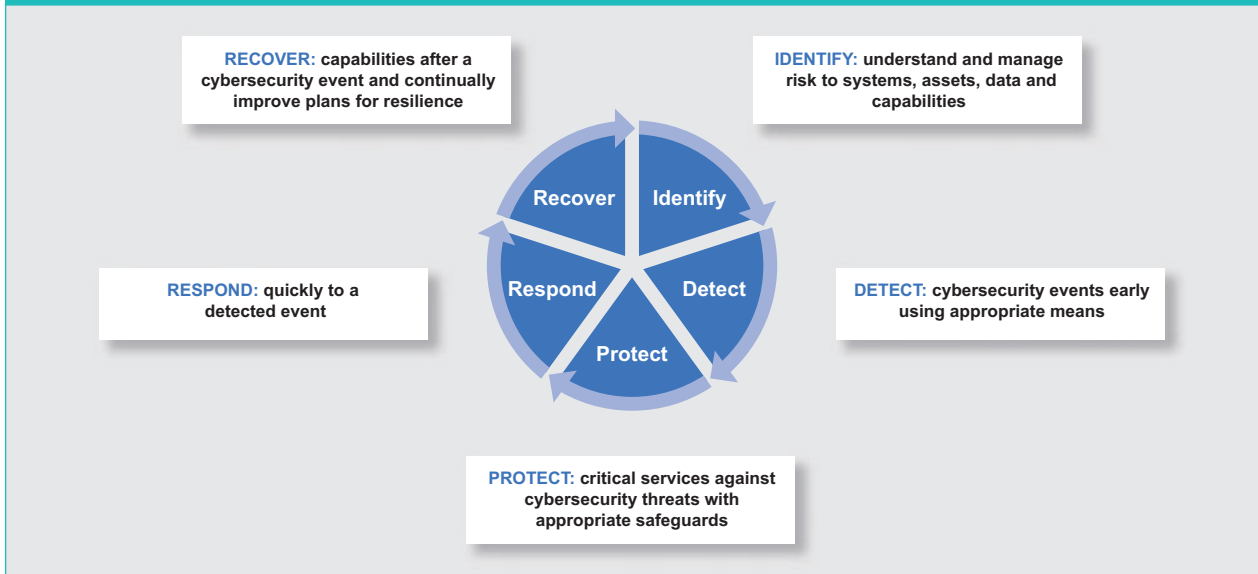 RECOVER: capabilities after a
cybersecurity event and continually
improve plans for resilience
IDENTIFY: understand and manage
risk to systems, assets, data and
capabilities
Recover
Identify
Respond
Detect
Protect
RESPOND: quickly to a
detected event
DETECT: cybersecurity events early
using appropriate means
PROTECT: critical services against
cybersecurity threats with
appropriate safeguards